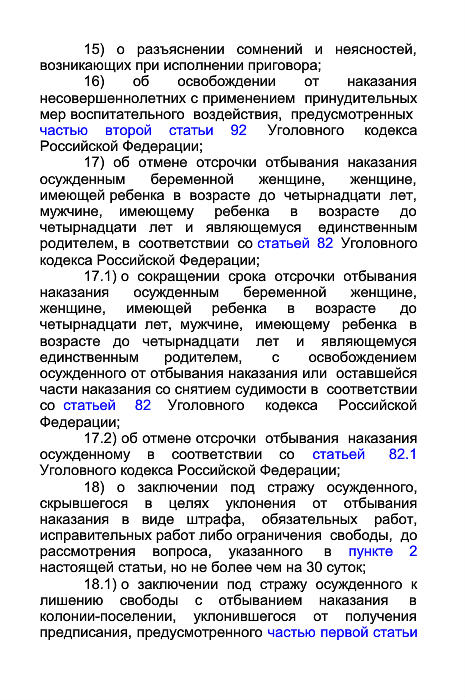 15) о разъяснении сомнений и неясностей,
возникающих при исполнении приговора;
16) об освобождении от наказания
несовершеннолетних с применением принудительных
мер воспитательного воздействия, предусмотренных
частью второй статьи 92 Уголовного кодекса
Российской Федерации;
17) об отмене отсрочки отбывания наказания
осужденным беременной женщине, женщине,
имеющей ребенка в возрасте до четырнадцати лет,
мужчине, имеющему ребенка в возрасте до
четырнадцати лет и являющемуся единственным
родителем, в соответствии со статьей 82 Уголовного
кодекса Российской Федерации;
17.1) о сокращении срока отсрочки отбывания
наказания осужденным беременной женщине,
женщине, имеющей ребенка в возрасте до
четырнадцати лет, мужчине, имеющему ребенка в
возрасте до четырнадцати лет и являющемуся
единственным родителем, с освобождением
осужденного от отбывания наказания или оставшейся
части наказания со снятием судимости в соответствии
со статьей 82 Уголовного кодекса Российской
Федерации;
17.2) об отмене отсрочки отбывания наказания
осужденному в соответствии со статьей 82.1
Уголовного кодекса Российской Федерации;
18) о заключении под стражу осужденного,
скрывшегося в целях уклонения от отбывания
наказания в виде штрафа, обязательных работ,
исправительных работ либо ограничения свободы, до
рассмотрения вопроса, указанного в пункте 2
настоящей статьи, но не более чем на 30 суток;
18.1) о заключении под стражу осужденного к
лишению свободы с отбыванием наказания в
колонии-поселении, уклонившегося от получения
предписания, предусмотренного частью первой статьи